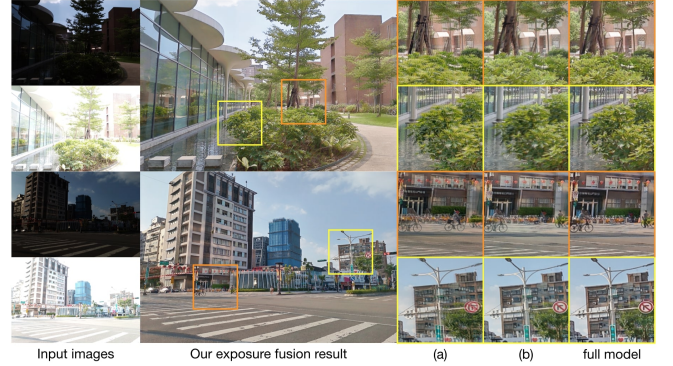 Input images
Our exposure fusion result
(a)
(b)
full model